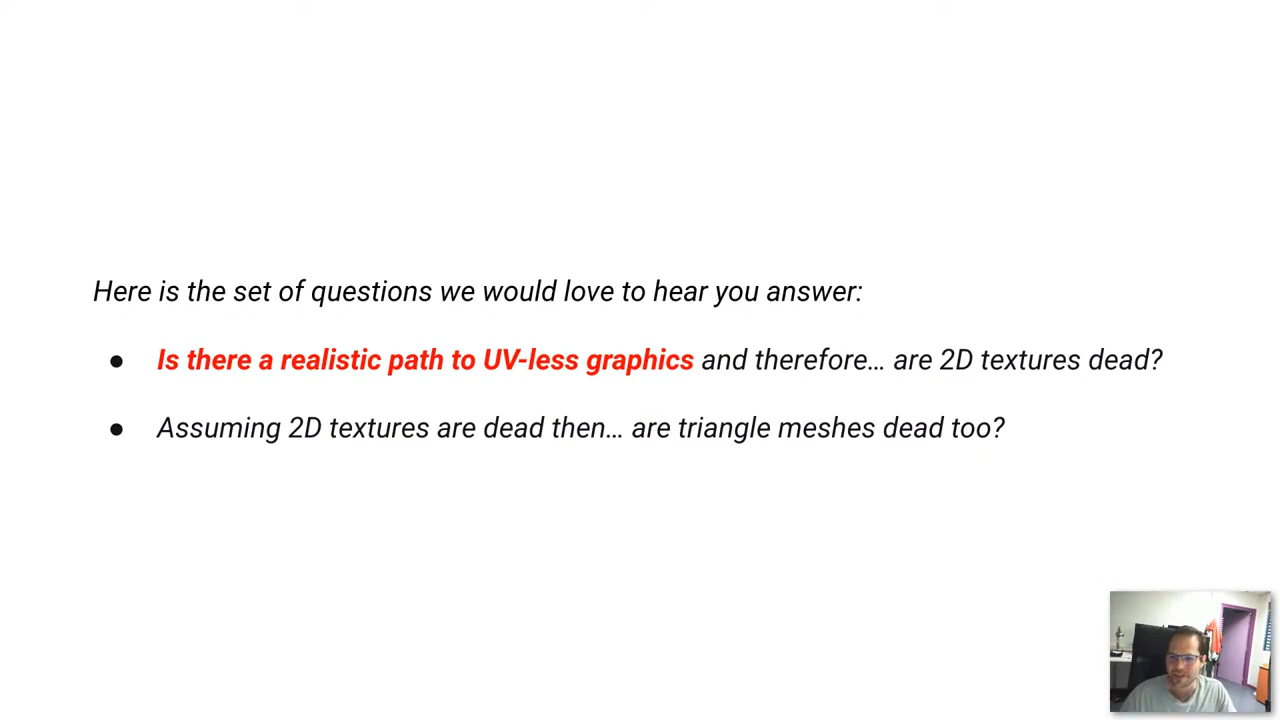 Here is the set of questions we would love to hear you answer:
● Is there a realistic path to UV-less graphics and therefore… are 2D textures dead?
● Assuming 2D textures are dead then… are triangle meshes dead too?